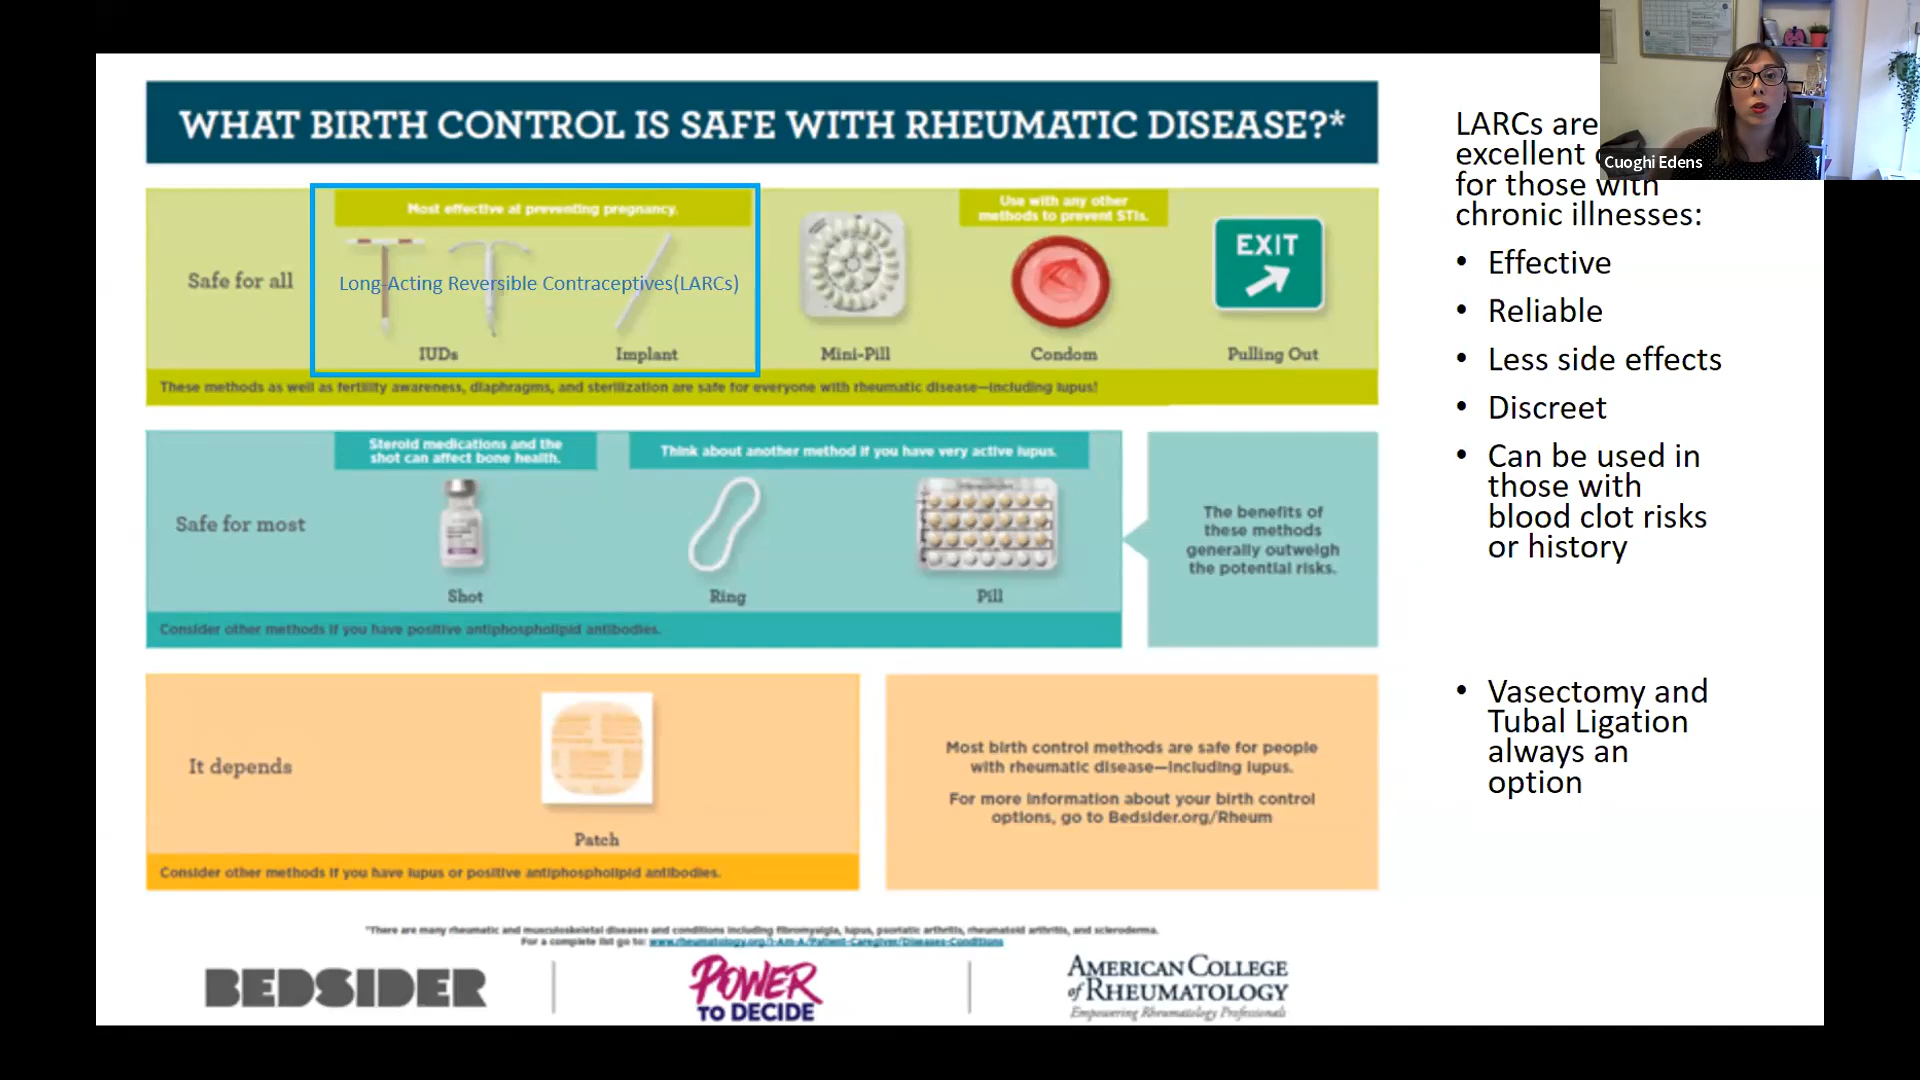 WHAT BIRTH CONTROL IS SAFE WITH RHEUMATIC DISEASE?*
Safe for all
Most effective at preventing pregnancy.
Long-Acting Reversible Contraceptives(LARCs)
IUDs
Implant
Mini-Pill
Use with any other
methods to prevent STIs.
Condom
EXIT
Pulling Out
These methods as well as fertility awareness, diaphragms, and sterilization are safe for everyone with rheumatic disease—including lupus!
Safe for most
Steroid medications and the
shot can affect bone health.
Shot
Think about another method if you have very active lupus.
Ring
Pill
Consider other methods if you have positive antiphospholipid antibodies.
The benefits of
these methods
generally outweigh
the potential risks.
It depends
Patch
Consider other methods if you have lupus or positive antiphospholipid antibodies.
Most birth control methods are safe for people
with rheumatic disease—including lupus.
For more information about your birth control
options, go to Bedsider.org/Rheum
*There are many rheumatic and musculoskeletal diseases and conditions including fibromyalgia, lupus, psoriatic arthritis, rheumatoid arthritis, and scleroderma.
For a complete list go to: www.rheumatology.org/I-Am-A/Patient-Caregiver/Diseases-Conditions
BEDSIDER
POWER
TO DECIDE
AMERICAN COLLEGE
of RHEUMATOLOGY
Empowering Rheumatology Professionals
LARCs are
excellent
for those with
chronic illnesses:
• Effective
• Reliable
• Less side effects
• Discreet
• Can be used in
those with
blood clot risks
or history
• Vasectomy and
Tubal Ligation
always an
option
Cuoghi Edens